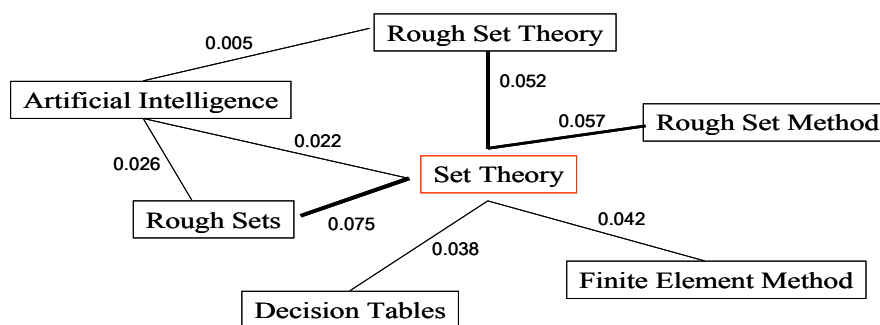 Rough Set Theory
0.005
0.052
Artificial Intelligence
0.057
Rough Set Method
0.022
0.026
Set Theory
Rough Sets
0.075
0.042
0.038
Finite Element Method
Decision Tables